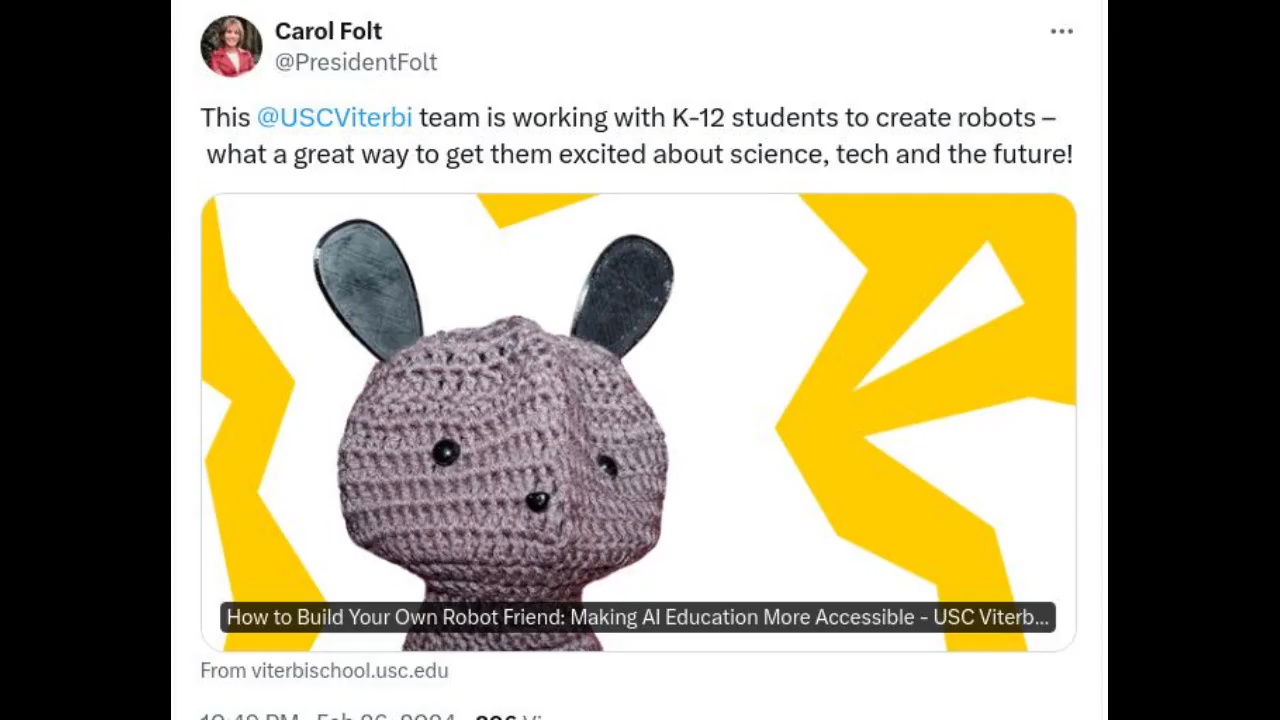 Carol Folt
@PresidentFolt
This @USCViterbi team is working with K-12 students to create robots –
what a great way to get them excited about science, tech and the future!
How to Build Your Own Robot Friend: Making AI Education More Accessible - USC Viterb...
From viterbischool.usc.edu